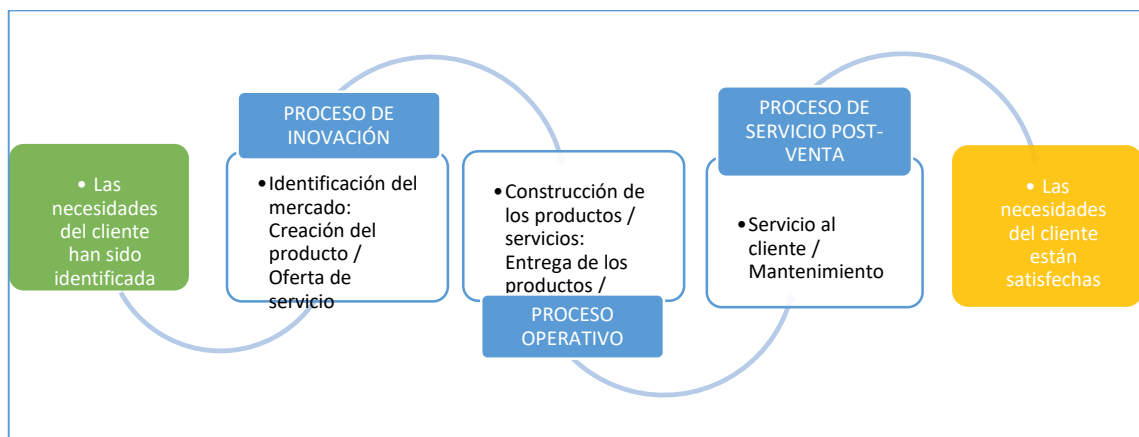 • Las
necesidades
del cliente
han sido
identificada
PROCESO DE
INOVACIÓN
•Identificación del
mercado:
Creación del
producto /
Oferta de
servicio
•Construcción de
los productos /
servicios:
Entrega de los
productos /
PROCESO
OPERATIVO
PROCESO DE
SERVICIO POST-
VENTA
•Servicio al
cliente /
Mantenimiento
• Las
necesidades
del cliente
están
satisfechas